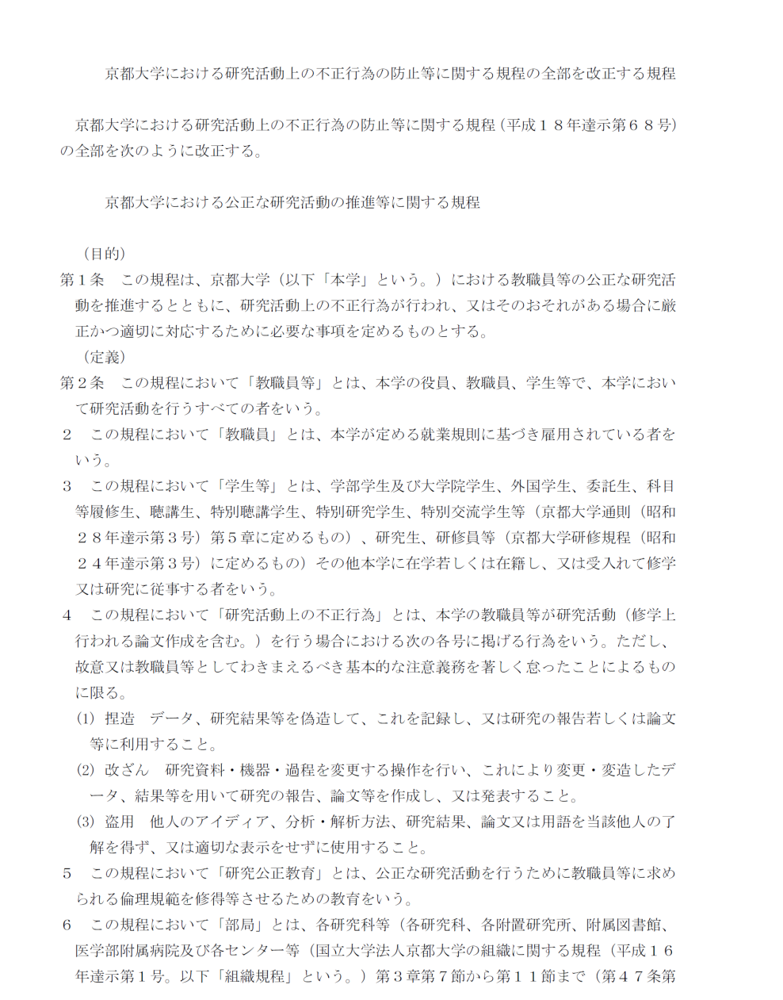 京都大学における研究活動上の不正行為の防止等に関する規程の全部を改正する規程
京都大学における研究活動上の不正行為の防止等に関する規程（平成１８年達示第６８号）
の全部を次のように改正する。
京都大学における公正な研究活動の推進等に関する規程
（目的）
第１条　この規程は、京都大学（以下「本学」という。）における教職員等の公正な研究活
動を推進するとともに、研究活動上の不正行為が行われ、又はそのおそれがある場合に厳
正かつ適切に対応するために必要な事項を定めるものとする。
（定義）
第２条　この規程において「教職員等」とは、本学の役員、教職員、学生等で、本学におい
て研究活動を行うすべての者をいう。
２　この規程において「教職員」とは、本学が定める就業規則に基づき雇用されている者を
いう。
３　この規程において「学生等」とは、学部学生及び大学院学生、外国学生、委託生、科目
等履修生、聴講生、特別聴講学生、特別研究学生、特別交流学生等（京都大学通則（昭和
２８年達示第３号）第５章に定めるもの）、研究生、研修員等（京都大学研修規程（昭和
２４年達示第３号）に定めるもの）その他本学に在学若しくは在籍し、又は受入れて修学
又は研究に従事する者をいう。
４　この規程において「研究活動上の不正行為」とは、本学の教職員等が研究活動（修学上
行われる論文作成を含む。）を行う場合における次の各号に掲げる行為をいう。ただし、
故意又は教職員等としてわきまえるべき基本的な注意義務を著しく怠ったことによるもの
に限る。
(1) 捏造　データ、研究結果等を偽造して、これを記録し、又は研究の報告若しくは論文
等に利用すること。
(2) 改ざん　研究資料・機器・過程を変更する操作を行い、これにより変更・変造したデ
ータ、結果等を用いて研究の報告、論文等を作成し、又は発表すること。
(3) 盗用　他人のアイディア、分析・解析方法、研究結果、論文又は用語を当該他人の了
解を得ず、又は適切な表示をせずに使用すること。
５　この規程において「研究公正教育」とは、公正な研究活動を行うために教職員等に求め
られる倫理規範を修得等させるための教育をいう。
６　この規程において「部局」とは、各研究科等（各研究科、各附置研究所、附属図書館、
医学部附属病院及び各センター等（国立大学法人京都大学の組織に関する規程（平成１６
年達示第１号。以下「組織規程」という。）第３章第７節から第１１節まで（第４７条第